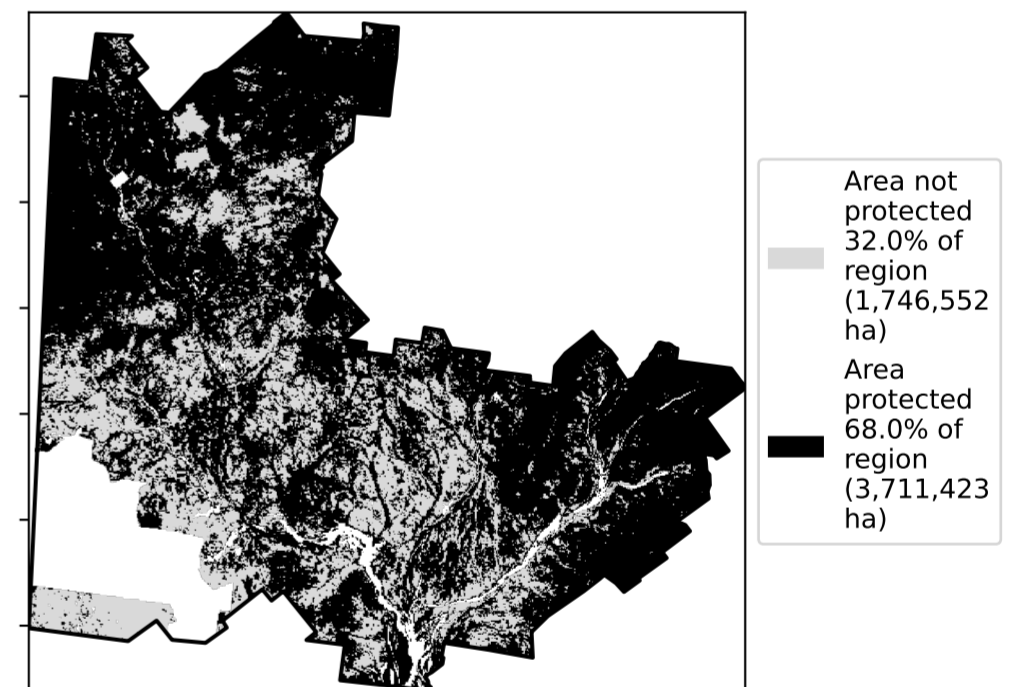 Area not
protected
32.0% of
region
(1,746,552
ha)
Area
protected
68.0% of
region
(3,711,423
ha)